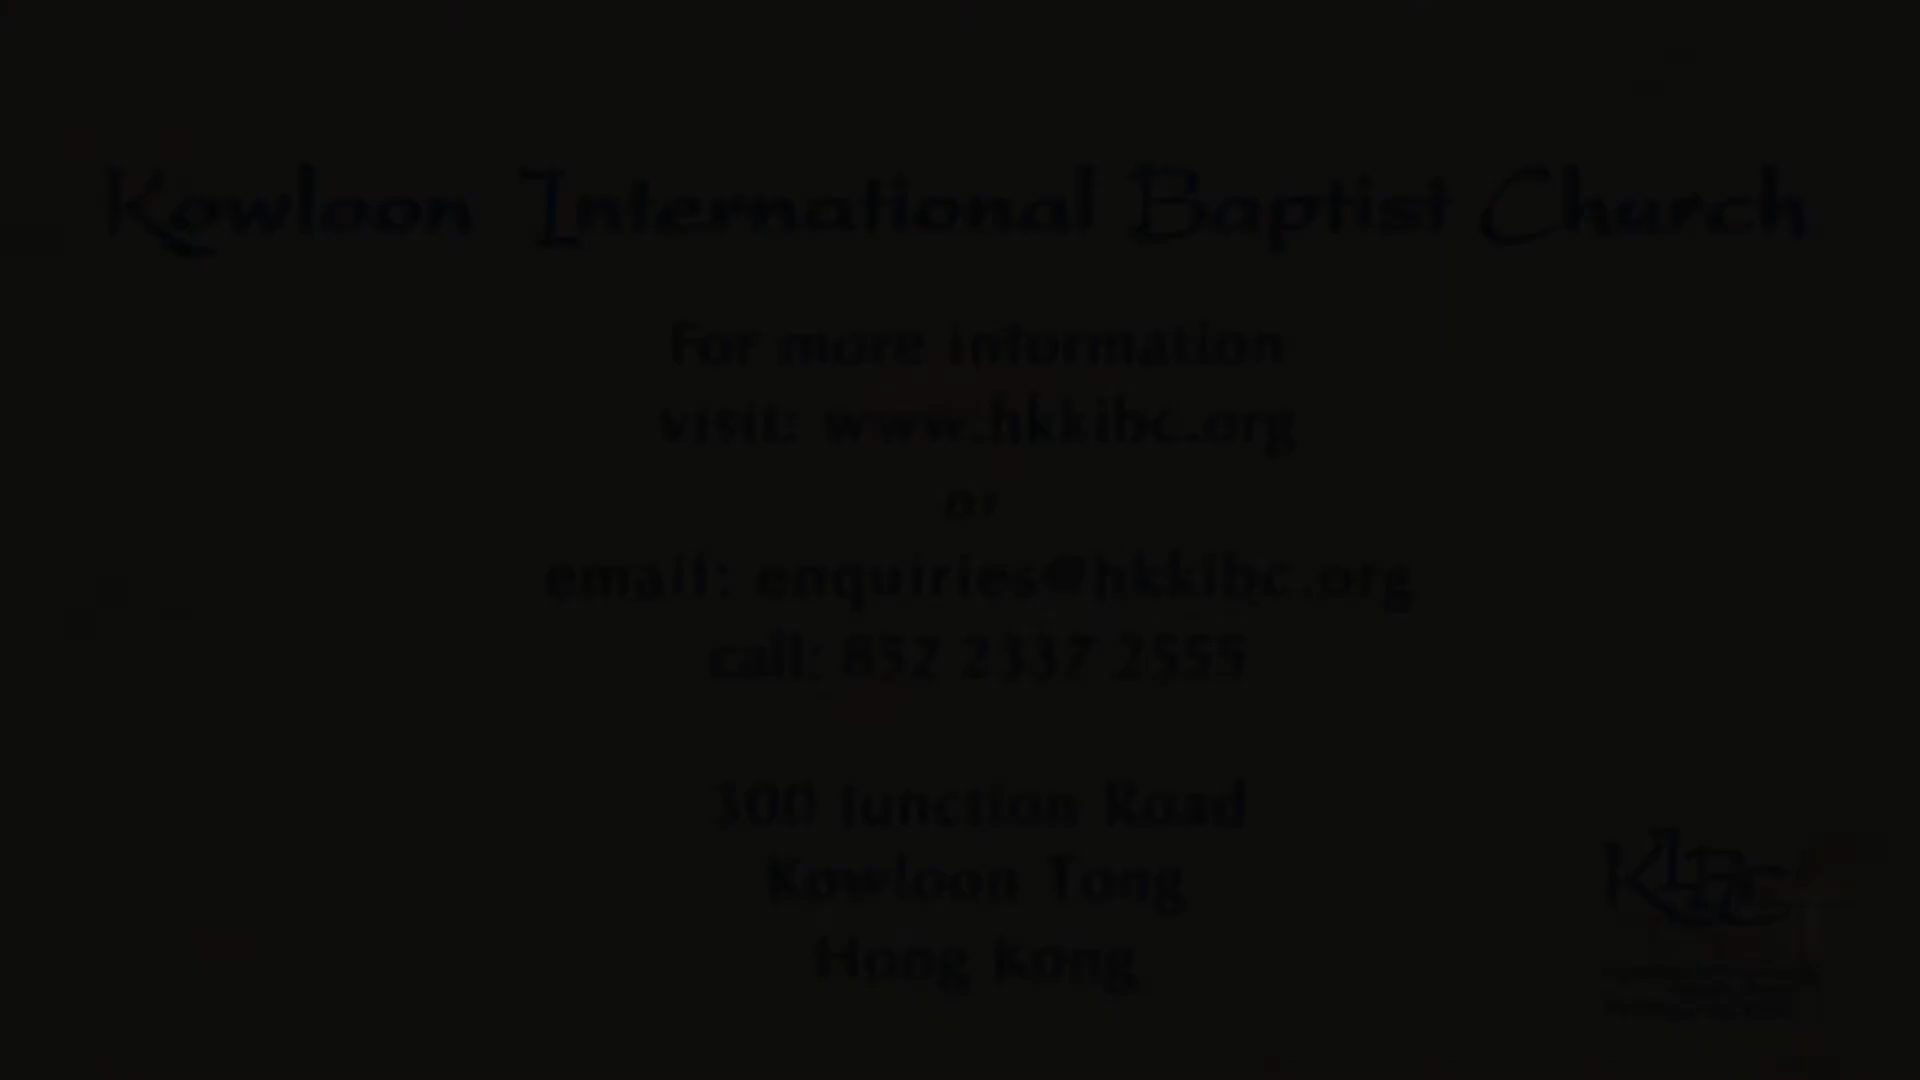 Kowloon International Baptist Church
For more information
visit: www.hkkibc.org
or
email: enquiries@hkkibc.org
call: 852 2337 2555
300 Junction Road
Kowloon Tong
Hong Kong
KIBC